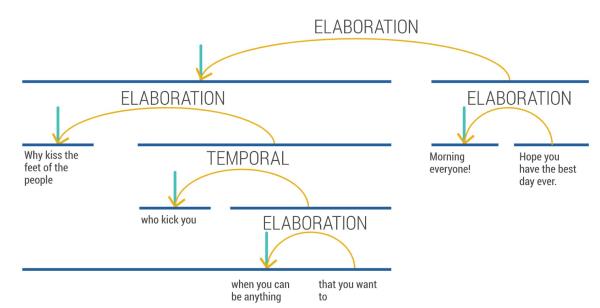 ELABORATION
ELABORATION
ELABORATION
Why kiss the
feet of the
people
TEMPORAL
Morning
everyone!
Hope you
have the best
day ever.
who kick you
ELABORATION
when you can
be anything
that you want
to